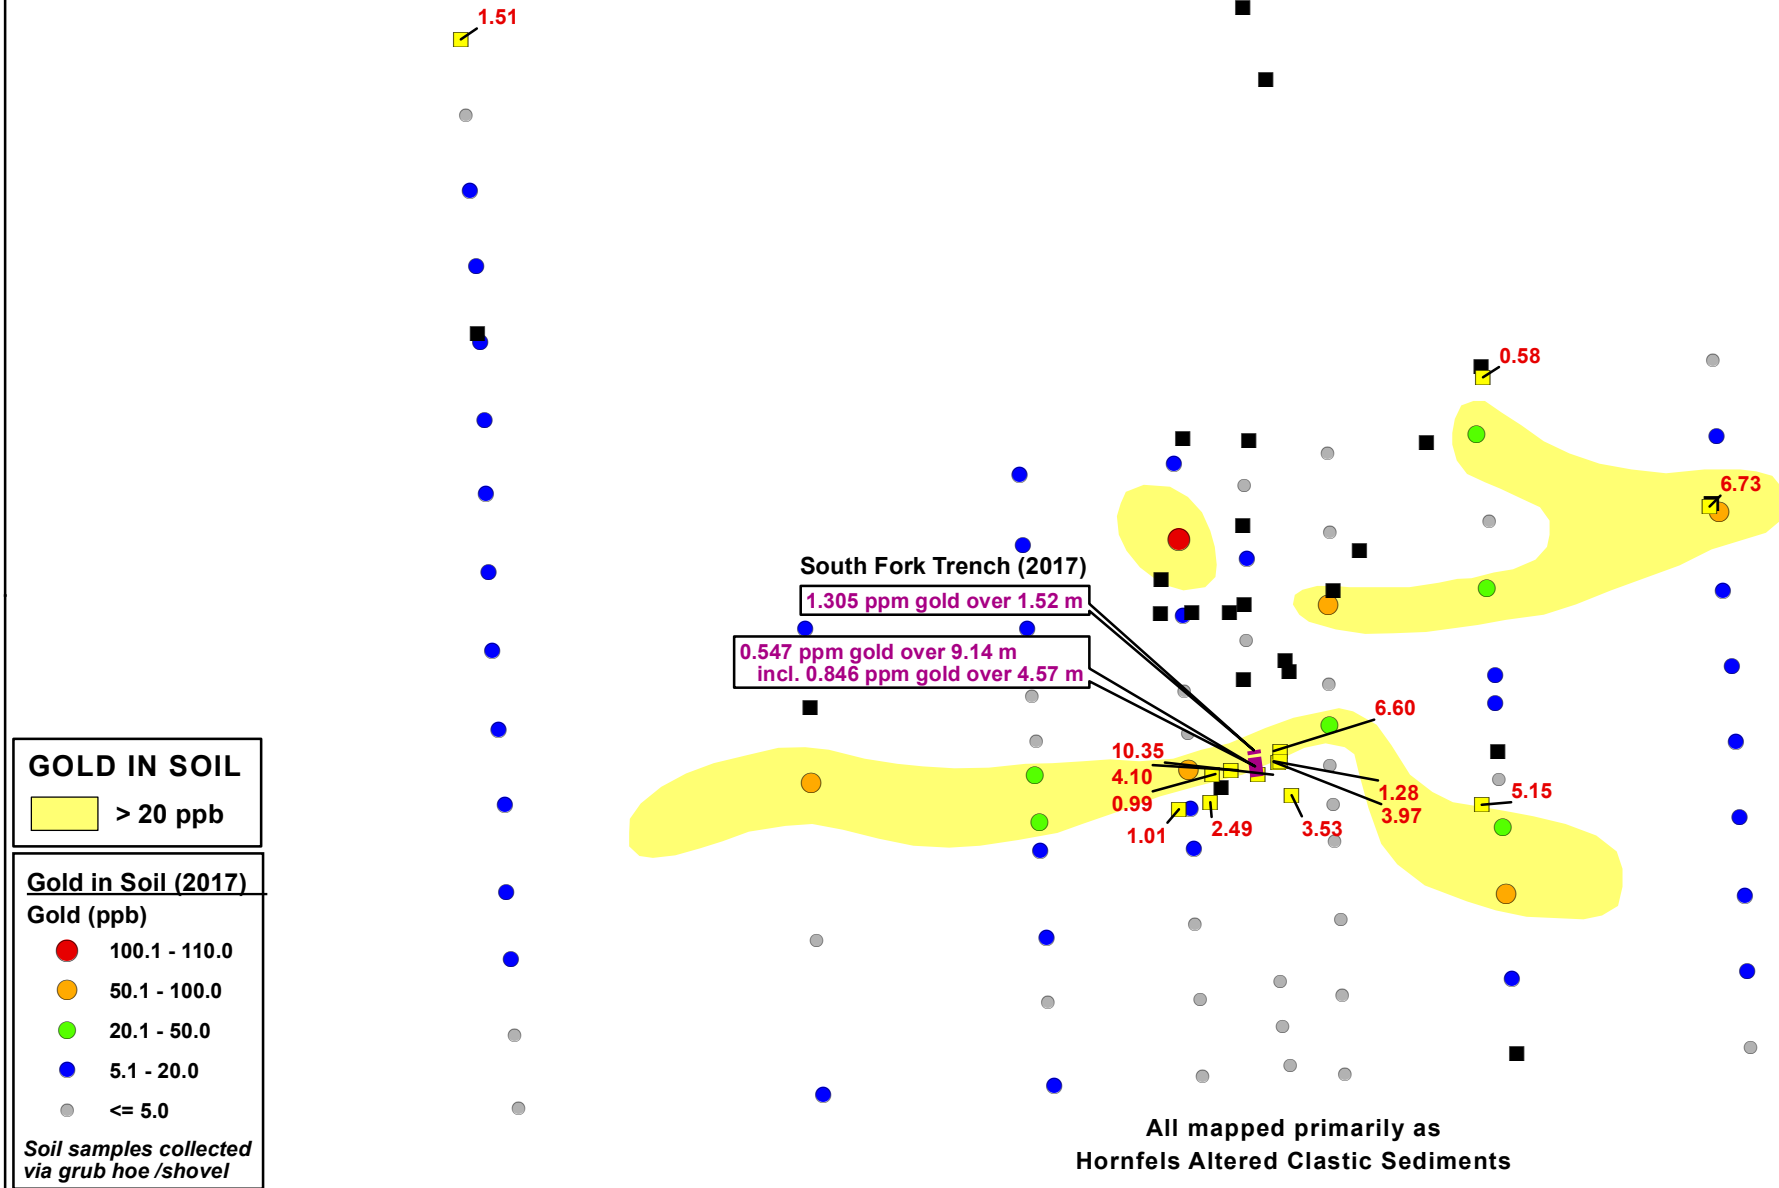 1.51
0.58
6.73
South Fork Trench (2017)
1.305 ppm gold over 1.52 m
0.547 ppm gold over 9.14 m
incl. 0.846 ppm gold over 4.57 m
6.60
10.35
4.10
0.99
1.01
2.49
3.53
1.28
3.97
5.15
GOLD IN SOIL
> 20 ppb
Gold in Soil (2017)
Gold (ppb)
100.1 - 110.0
50.1 - 100.0
20.1 - 50.0
5.1 - 20.0
<= 5.0
Soil samples collected
via grub hoe /shovel
All mapped primarily as
Hornfels Altered Clastic Sediments